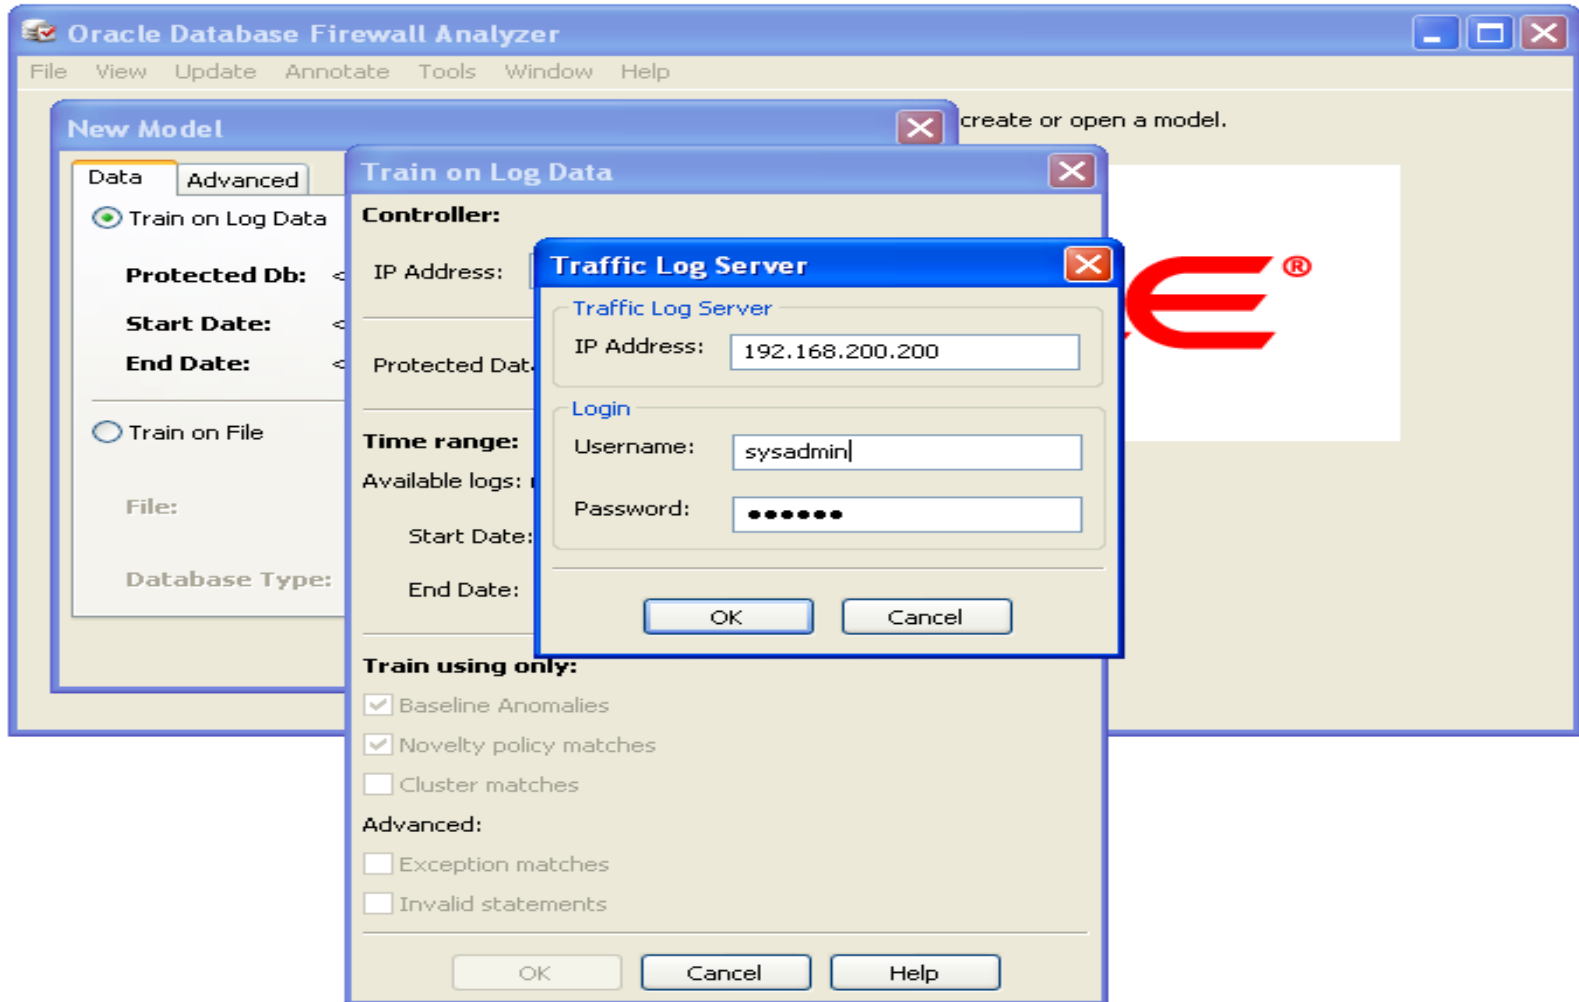 Oracle Database Firewall Analyzer
File View Update Annotate Tools Window Help
create or open a model.
New Model
Data Advanced
Train on Log Data
Protected Db: <
Start Date: <
End Date: <
Train on File
File:
Database Type:
Train on Log Data
Controller:
IP Address:
Protected Dat
Time range:
Available logs:
Start Date:
End Date:
Train using only:
Baseline Anomalies
Novelty policy matches
Cluster matches
Advanced:
Exception matches
Invalid statements
OK Cancel Help
Traffic Log Server
Traffic Log Server
IP Address: 192.168.200.200
Login
Username: sysadmin
Password: ••••••
OK Cancel
E®